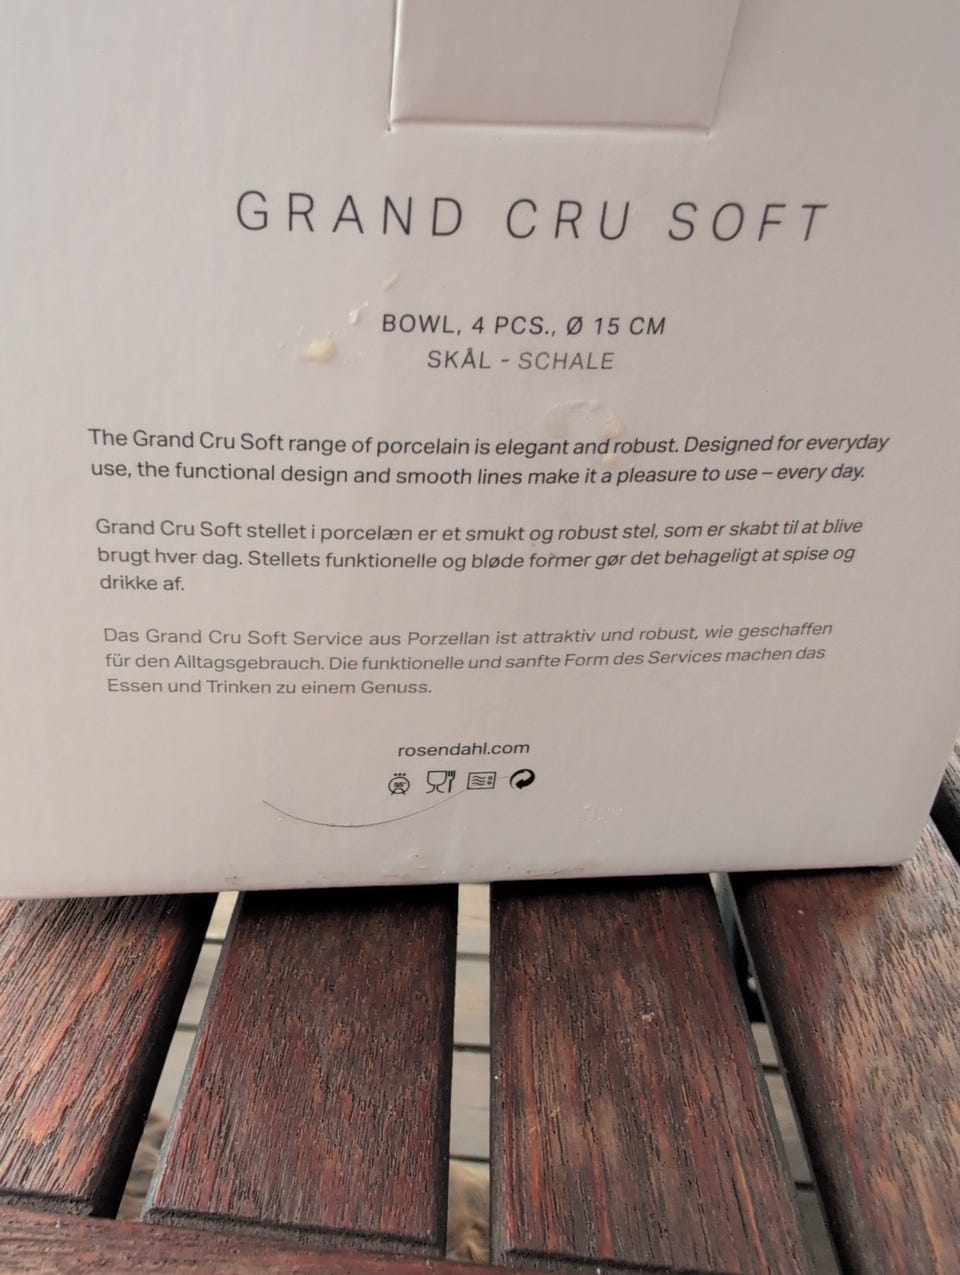 GRAND CRU SOFT
BOWL, 4 PCS., Ø 15 CM
SKÅL - SCHALE
The Grand Cru Soft range of porcelain is elegant and robust. Designed for everyday
use, the functional design and smooth lines make it a pleasure to use – every day.
Grand Cru Soft stellet i porcelæn er et smukt og robust stel, som er skabt til at blive
brugt hver dag. Stellets funktionelle og bløde former gør det behageligt at spise og
drikke af.
Das Grand Cru Soft Service aus Porzellan ist attraktiv und robust, wie geschaffen
für den Alltagsgebrauch. Die funktionelle und sanfte Form des Services machen das
Essen und Trinken zu einem Genuss.
rosendahl.com